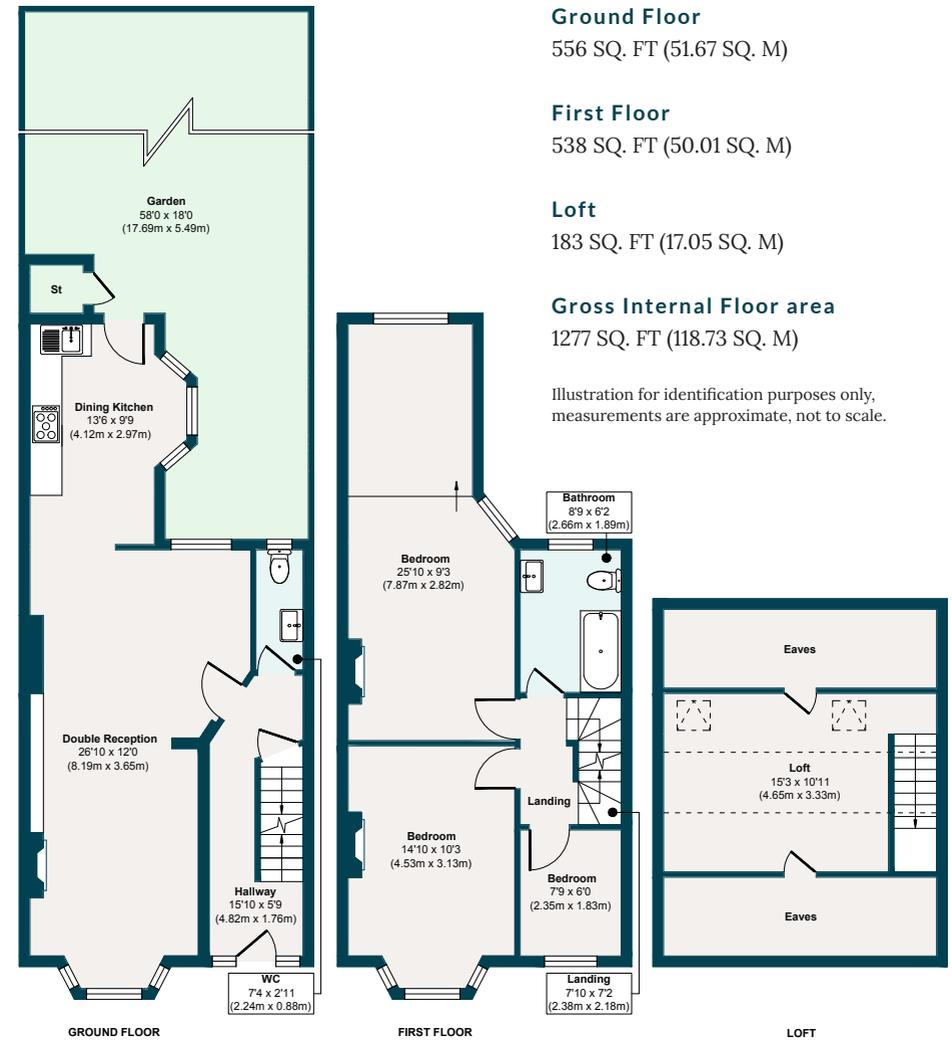 Ground Floor
556 SQ. FT (51.67 SQ. M)
First Floor
538 SQ. FT (50.01 SQ. M)
Loft
183 SQ. FT (17.05 SQ. M)
Gross Internal Floor area
1277 SQ. FT (118.73 SQ. M)
Illustration for identification purposes only,
measurements are approximate, not to scale.
Garden
58'0 x 18'0
(17.69m x 5.49m)
St
Dining Kitchen
13'6 x 9'9
(4.12m x 2.97m)
Double Reception
26'10 x 12'0
(8.19m x 3.65m)
Hallway
15'10 x 5'9
(4.82m x 1.76m)
WC
7'4 x 2'11
(2.24m x 0.88m)
GROUND FLOOR
Bathroom
8'9 x 6'2
(2.66m x 1.89m)
Bedroom
25'10 x 9'3
(7.87m x 2.82m)
Landing
Bedroom
14'10 x 10'3
(4.53m x 3.13m)
Bedroom
7'9 x 6'0
(2.35m x 1.83m)
Landing
7'10 x 7'2
(2.38m x 2.18m)
FIRST FLOOR
Eaves
Loft
15'3 x 10'11
(4.65m x 3.33m)
Eaves
LOFT